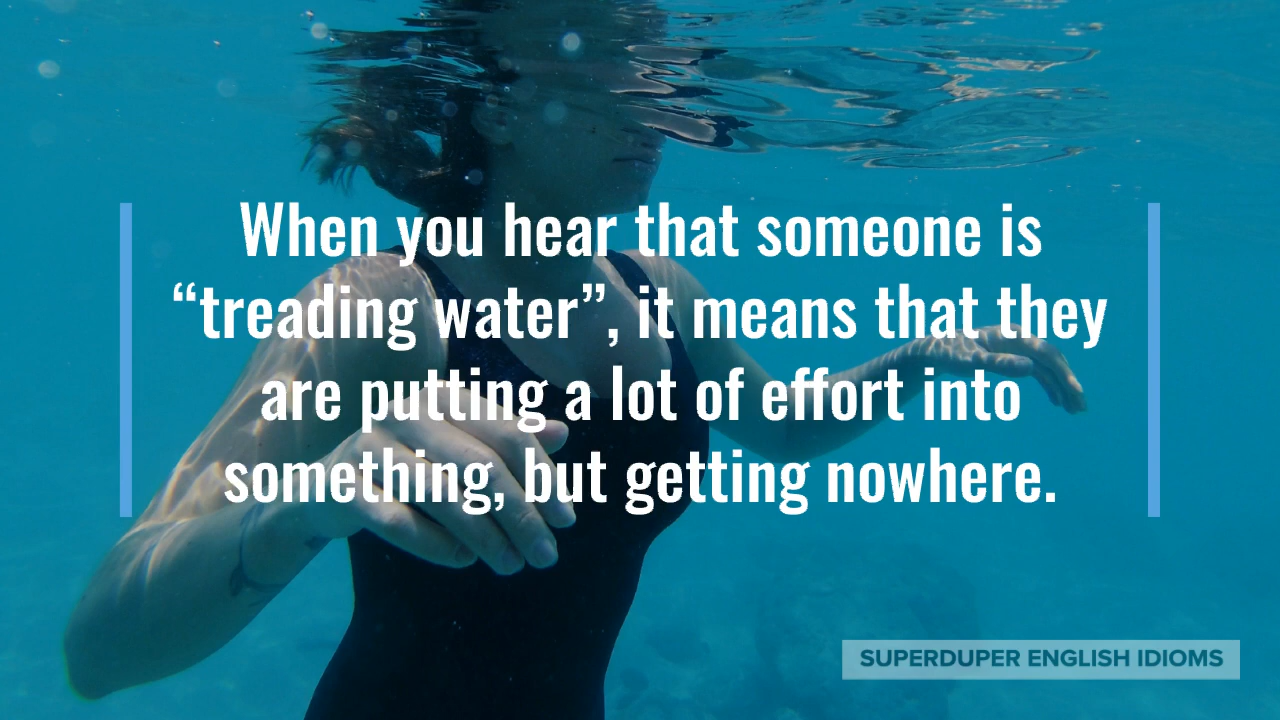 When you hear that someone is
“treading water”, it means that they
are putting a lot of effort into
something, but getting nowhere.
SUPERDUPER ENGLISH IDIOMS